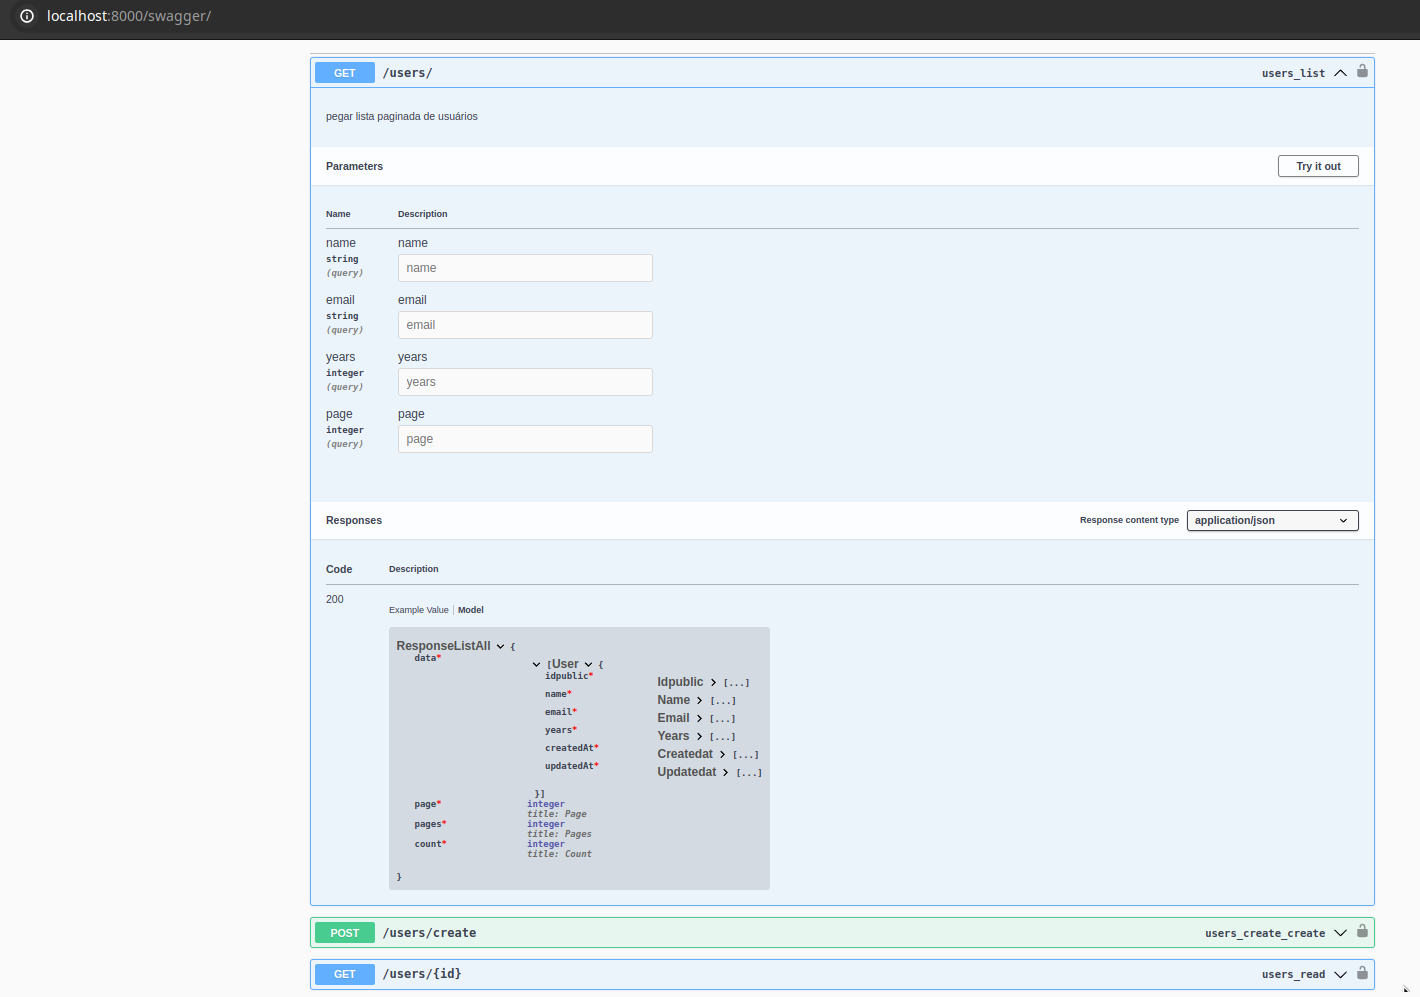 localhost:8000/swagger/
GET /users/ users_list
pegar lista paginada de usuários
Parameters Try it out
Name Description
name name
string name
(query)
email email
string email
(query)
years years
integer years
(query)
page page
integer page
(query)
Responses Response content type application/json
Code Description
200
Example Value Model
ResponseListAll {
data* [User {
idpublic* Idpublic [...]
name* Name [...]
email* Email [...]
years* Years [...]
createdAt* Createdat [...]
updatedAt* Updatedat [...]
}]
page* integer
title: Page
pages* integer
title: Pages
count* integer
title: Count
}
POST /users/create users_create_create
GET /users/{id} users_read